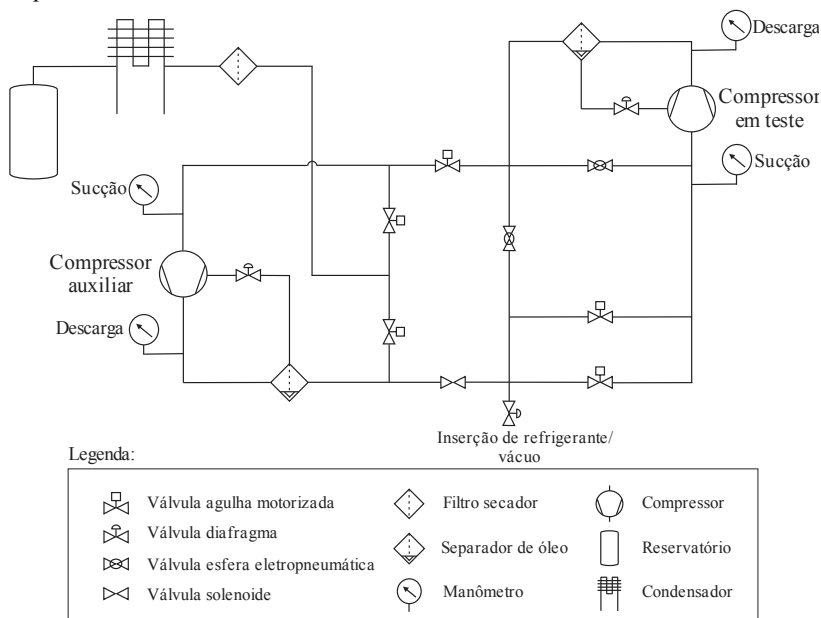 Descarga
Compressor
em teste
Sucção
Sucção
Compressor
auxiliar
Descarga
Inserção de refrigerante/
vácuo
Legenda:
Válvula agulha motorizada
Filtro secador
Compressor
Válvula diafragma
Válvula esfera eletropneumática
Separador de óleo
Reservatório
Válvula solenoide
Manômetro
Condensador